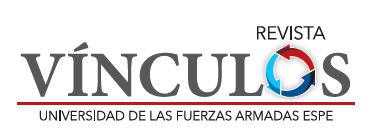 REVISTA
VÍNCULOS
UNIVERSIDAD DE LAS FUERZAS ARMADAS ESPE